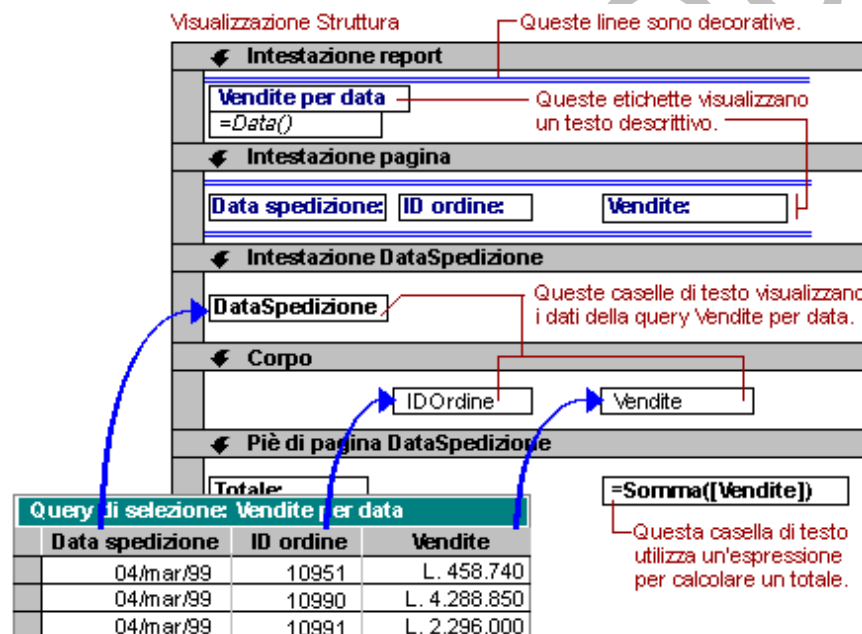 Visualizzazione Struttura
Queste linee sono decorative.
Intestazione report
Vendite per data
=Data()
Queste etichette visualizzano
un testo descrittivo.
Intestazione pagina
Data spedizione: ID ordine: Vendite:
Intestazione DataSpedizione
DataSpedizione
Queste caselle di testo visualizzano
i dati della query Vendite per data.
Corpo
IDOrdine Vendite
Piè di pagina DataSpedizione
Totale: =Somma([Vendite])
Questa casella di testo
utilizza un'espressione
per calcolare un totale.
Query di selezione: Vendite per data
Data spedizione ID ordine Vendite
04/mar/99 10951 L. 458.740
04/mar/99 10990 L. 4.288.850
04/mar/99 10991 L. 2.296.000